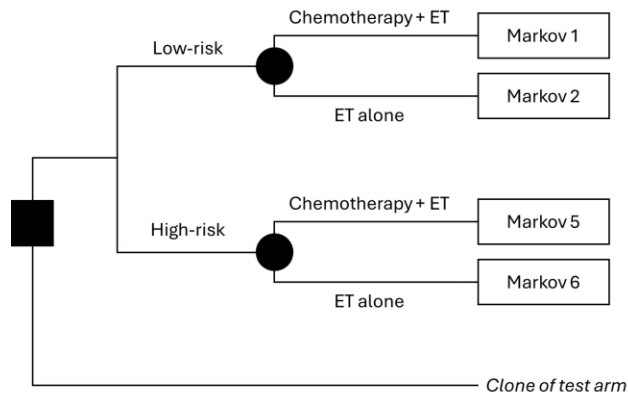 Chemotherapy + ET
Low-risk
Markov 1
Markov 2
ET alone
Chemotherapy + ET
High-risk
Markov 5
Markov 6
ET alone
Clone of test arm